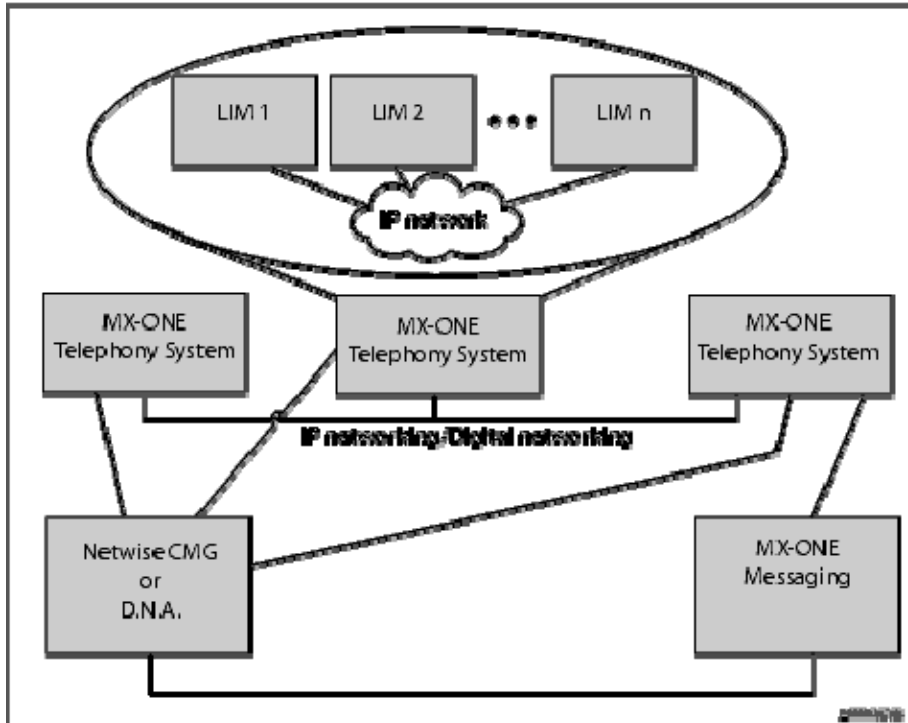 LIM 1
LIM 2
LIM n
IP network
MX-ONE
Telephony System
MX-ONE
Telephony System
MX-ONE
Telephony System
IP networking/Digital networking
Netwise CMG
or
D.N.A.
MX-ONE
Messaging